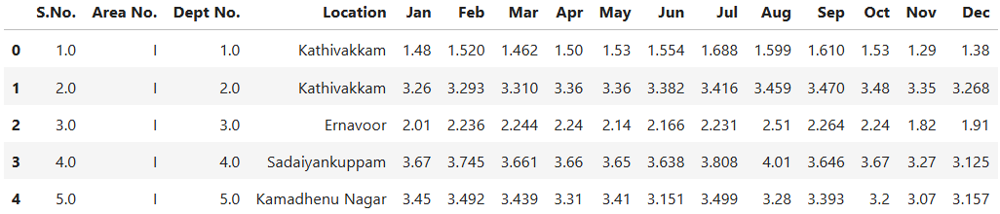 S.No. Area No. Dept No. Location Jan Feb Mar Apr May Jun Jul Aug Sep Oct Nov Dec
0 1.0 I 1.0 Kathivakkam 1.48 1.520 1.462 1.50 1.53 1.554 1.688 1.599 1.610 1.53 1.29 1.38
1 2.0 I 2.0 Kathivakkam 3.26 3.293 3.310 3.36 3.36 3.382 3.416 3.459 3.470 3.48 3.35 3.268
2 3.0 I 3.0 Ernavoor 2.01 2.236 2.244 2.24 2.14 2.166 2.231 2.51 2.264 2.24 1.82 1.91
3 4.0 I 4.0 Sadaiyankuppam 3.67 3.745 3.661 3.66 3.65 3.638 3.808 4.01 3.646 3.67 3.27 3.125
4 5.0 I 5.0 Kamadhenu Nagar 3.45 3.492 3.439 3.31 3.41 3.151 3.499 3.28 3.393 3.2 3.07 3.157